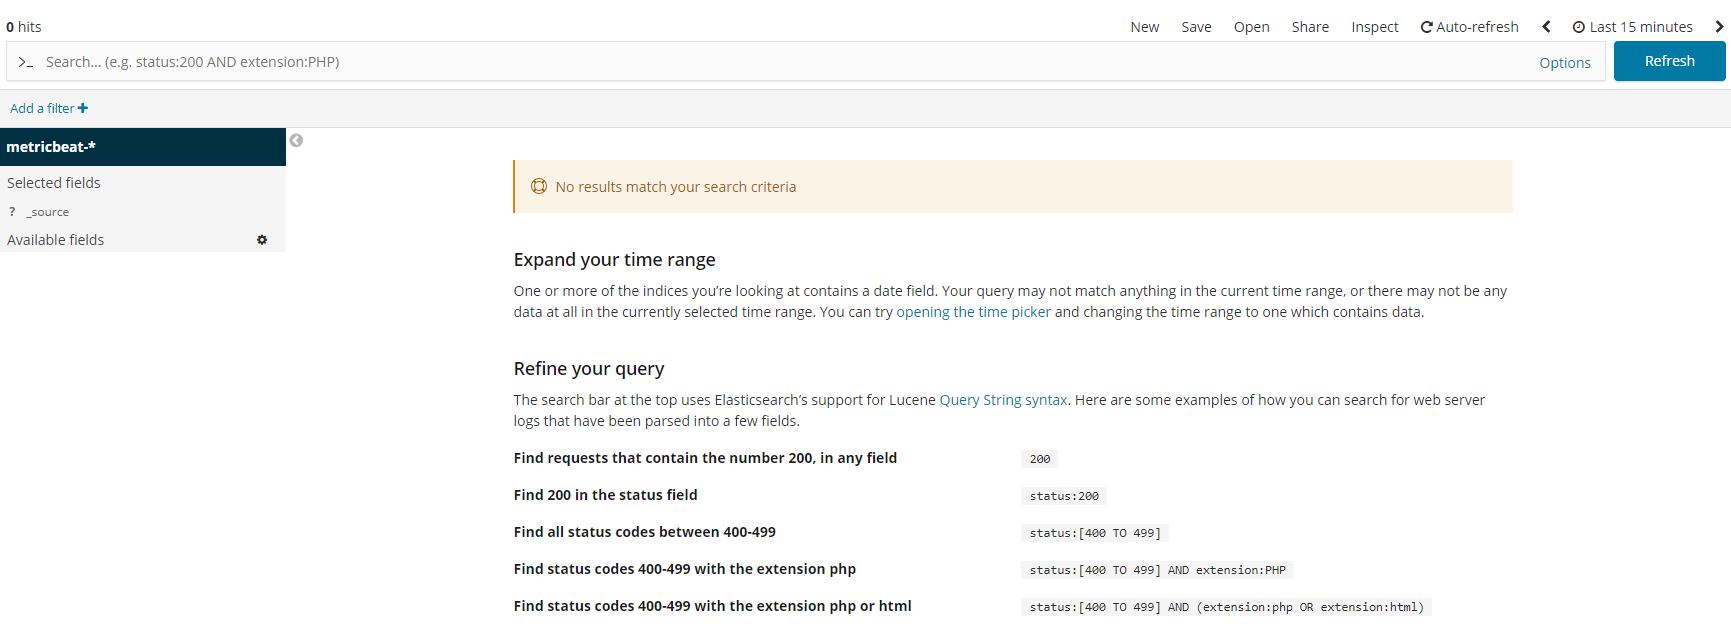 0 hits
New Save Open Share Inspect Auto-refresh Last 15 minutes
>_ Search... (e.g. status:200 AND extension:PHP) Options Refresh
Add a filter +
metricbeat-*
Selected fields
? _source
Available fields
No results match your search criteria
Expand your time range
One or more of the indices you’re looking at contains a date field. Your query may not match anything in the current time range, or there may not be any
data at all in the currently selected time range. You can try opening the time picker and changing the time range to one which contains data.
Refine your query
The search bar at the top uses Elasticsearch’s support for Lucene Query String syntax. Here are some examples of how you can search for web server
logs that have been parsed into a few fields.
Find requests that contain the number 200, in any field 200
Find 200 in the status field status:200
Find all status codes between 400-499 status:[400 TO 499]
Find status codes 400-499 with the extension php status:[400 TO 499] AND extension:PHP
Find status codes 400-499 with the extension php or html status:[400 TO 499] AND (extension:php OR extension:html)